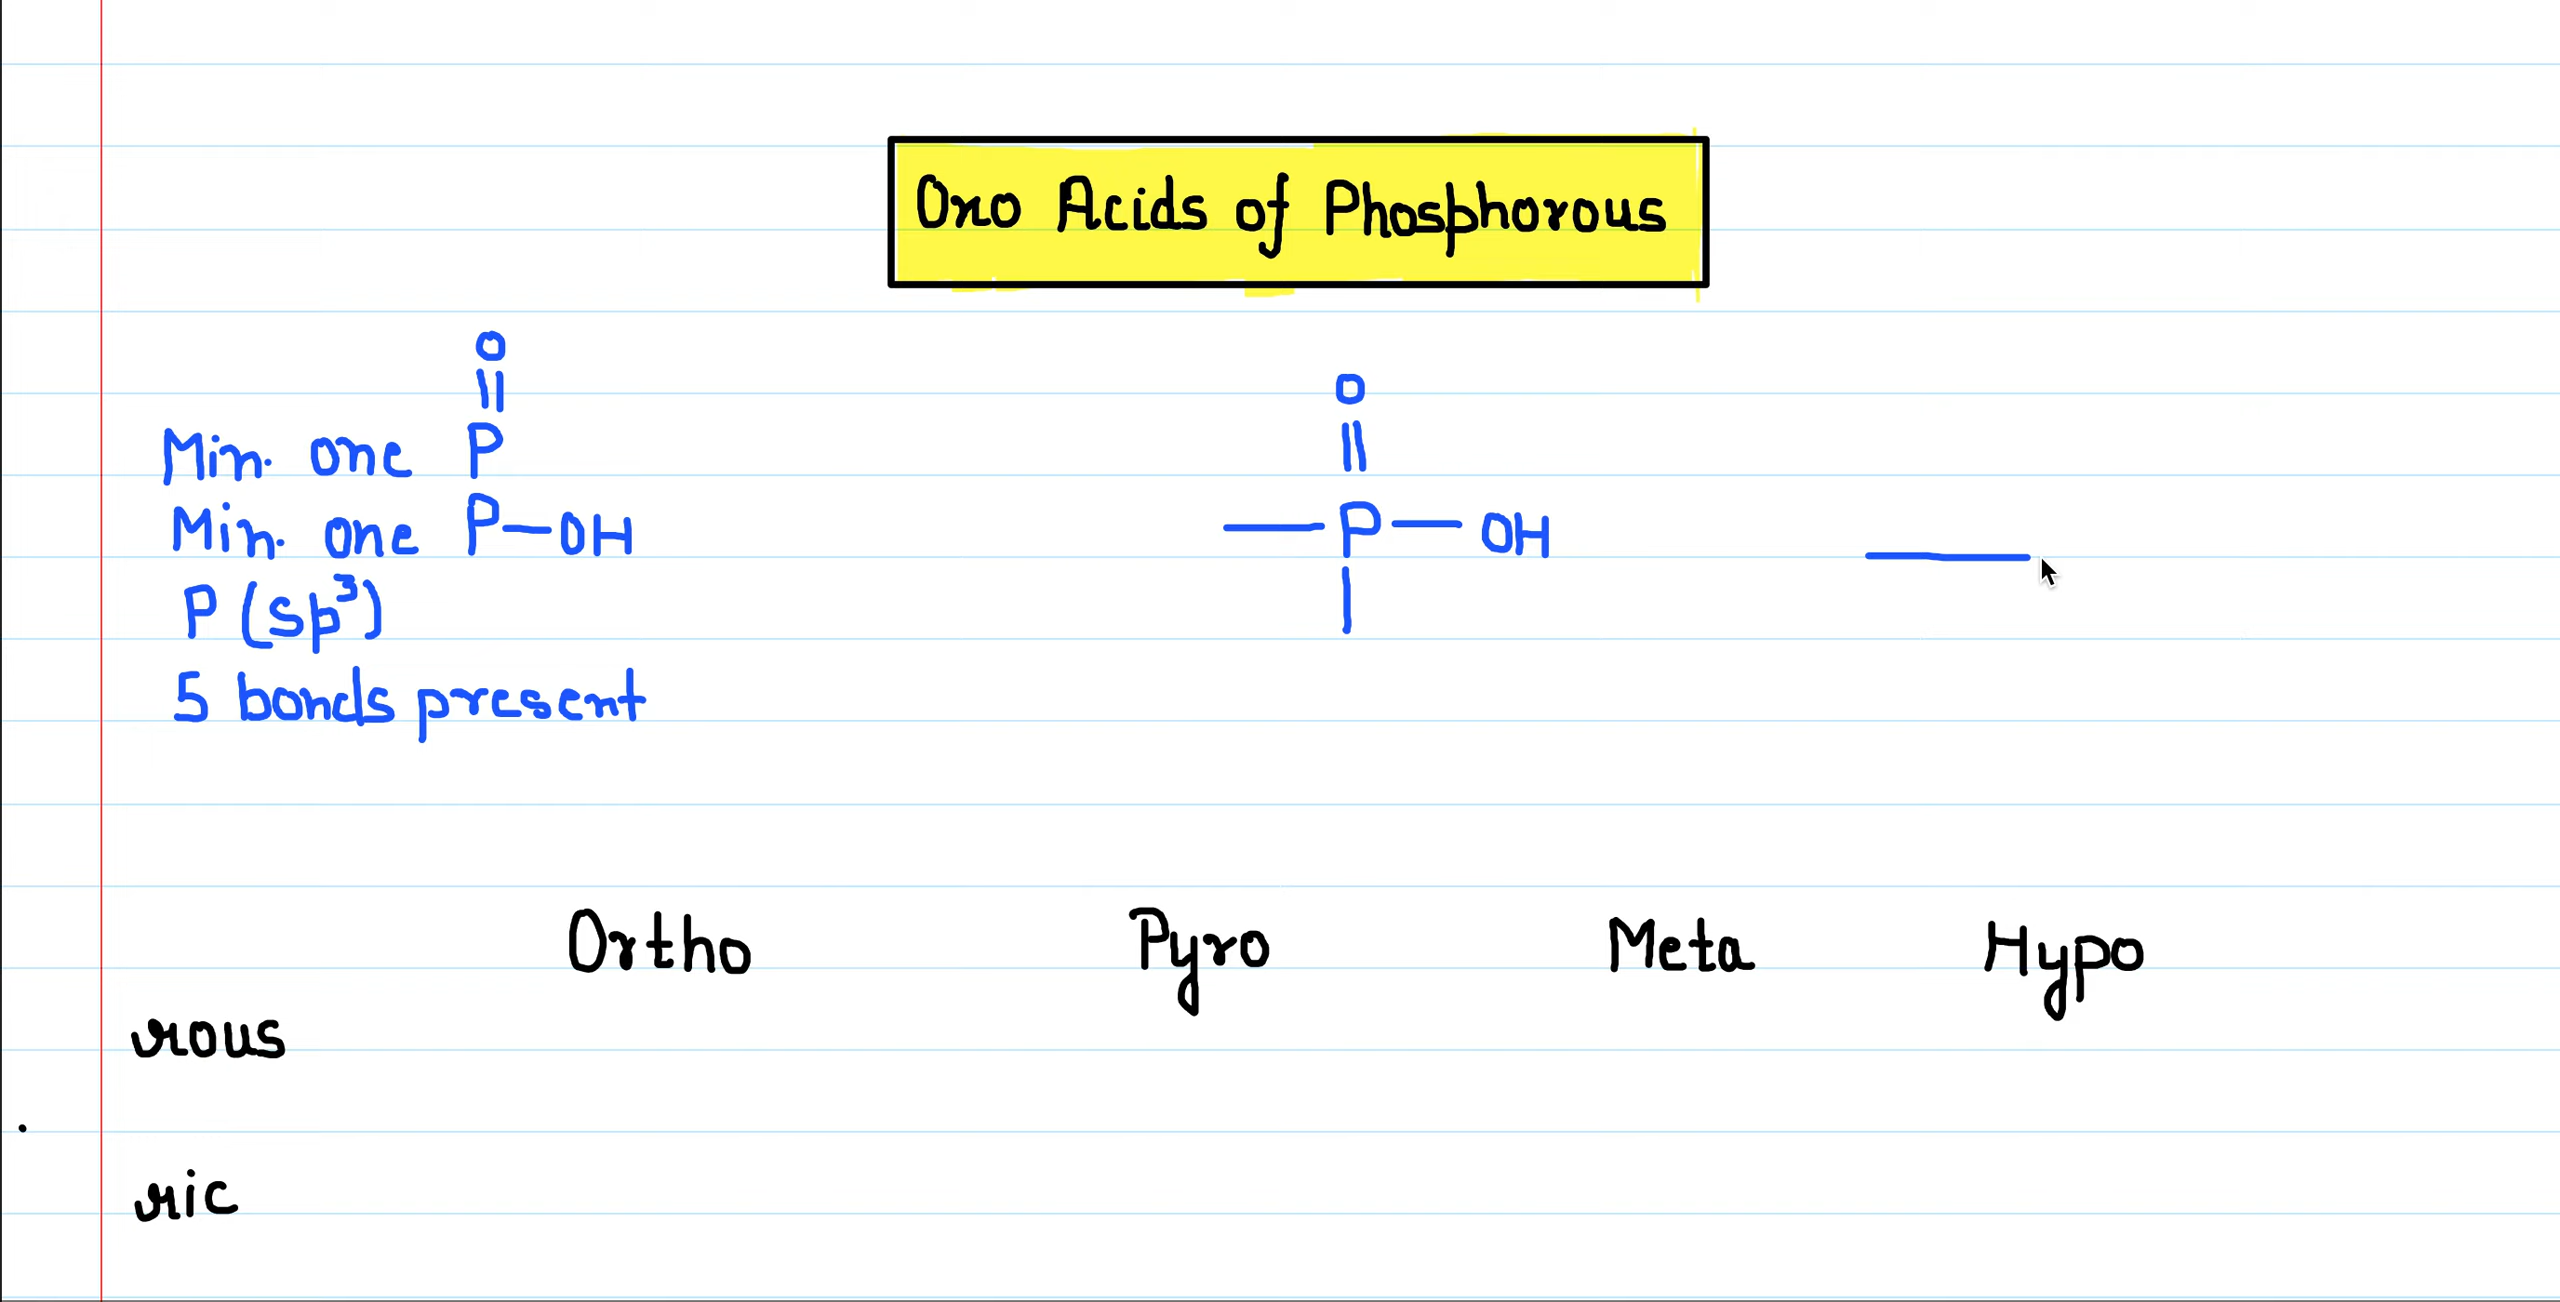 Oxo Acids of Phosphorous
O
||
Min. one P
Min. one P—OH
P (sp³)
5 bonds present
O
||
—P—OH
|
Ortho Pyro Meta Hypo
rous
ric